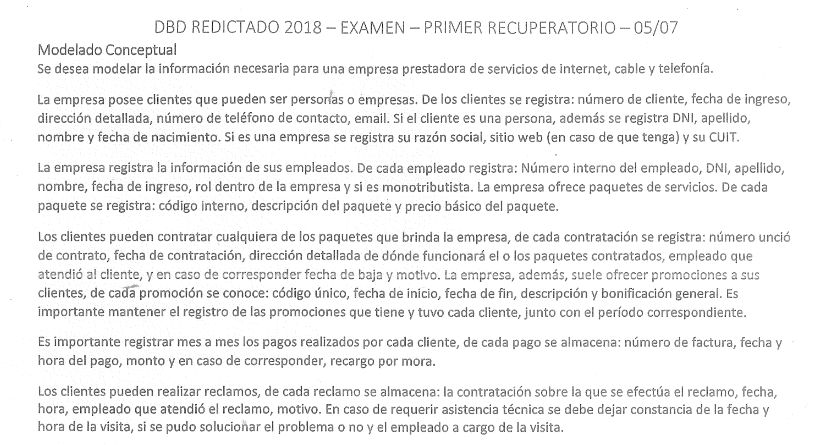 DBD REDICTADO 2018 – EXAMEN – PRIMER RECUPERATORIO – 05/07
Modelado Conceptual
Se desea modelar la información necesaria para una empresa prestadora de servicios de internet, cable y telefonía.
La empresa posee clientes que pueden ser personas o empresas. De los clientes se registra: número de cliente, fecha de ingreso,
dirección detallada, número de teléfono de contacto, email. Si el cliente es una persona, además se registra DNI, apellido,
nombre y fecha de nacimiento. Si es una empresa se registra su razón social, sitio web (en caso de que tenga) y su CUIT.
La empresa registra la información de sus empleados. De cada empleado registra: Número interno del empleado, DNI, apellido,
nombre, fecha de ingreso, rol dentro de la empresa y si es monotributista. La empresa ofrece paquetes de servicios. De cada
paquete se registra: código interno, descripción del paquete y precio básico del paquete.
Los clientes pueden contratar cualquiera de los paquetes que brinda la empresa, de cada contratación se registra: número unció
de contrato, fecha de contratación, dirección detallada de dónde funcionará el o los paquetes contratados, empleado que
atendió al cliente, y en caso de corresponder fecha de baja y motivo. La empresa, además, suele ofrecer promociones a sus
clientes, de cada promoción se conoce: código único, fecha de inicio, fecha de fin, descripción y bonificación general. Es
importante mantener el registro de las promociones que tiene y tuvo cada cliente, junto con el período correspondiente.
Es importante registrar mes a mes los pagos realizados por cada cliente, de cada pago se almacena: número de factura, fecha y
hora del pago, monto y en caso de corresponder, recargo por mora.
Los clientes pueden realizar reclamos, de cada reclamo se almacena: la contratación sobre la que se efectúa el reclamo, fecha,
hora, empleado que atendió el reclamo, motivo. En caso de requerir asistencia técnica se debe dejar constancia de la fecha y
hora de la visita, si se pudo solucionar el problema o no y el empleado a cargo de la visita.